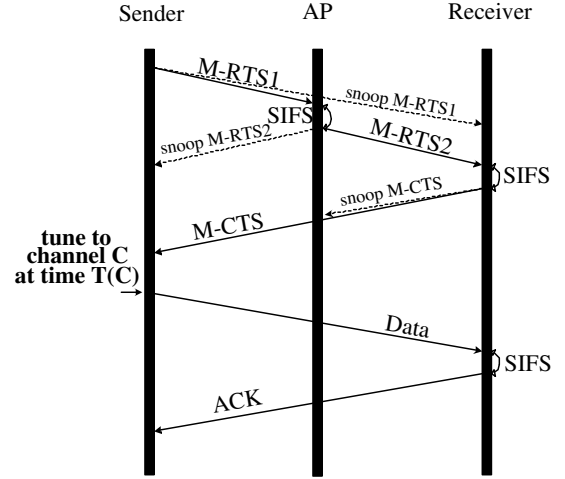 Sender
AP
Receiver
M-RTS1
snoop M-RTS1
SIFS
snoop M-RTS2
M-RTS2
SIFS
snoop M-CTS
M-CTS
tune to
channel C
at time T(C)
Data
SIFS
ACK